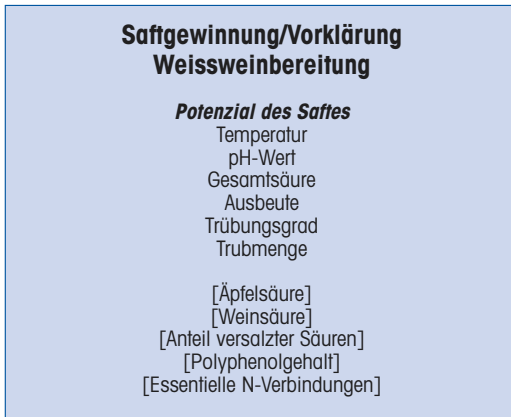 Saftgewinnung/Vorklärung
Weissweinbereitung
Potenzial des Saftes
Temperatur
pH-Wert
Gesamtsäure
Ausbeute
Trübungsgrad
Trubmenge
[Äpfelsäure]
[Weinsäure]
[Anteil versalzter Säuren]
[Polyphenolgehalt]
[Essentielle N-Verbindungen]